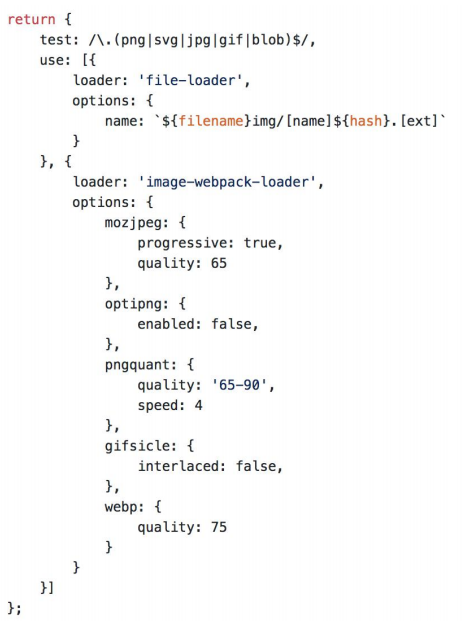 return {
    test: /\.(png|svg|jpg|gif|blob)$/,
    use: [{
        loader: 'file-loader',
        options: {
            name: `${filename}img/[name]${hash}.[ext]`
        }
    }, {
        loader: 'image-webpack-loader',
        options: {
            mozjpeg: {
                progressive: true,
                quality: 65
            },
            optipng: {
                enabled: false,
            },
            pngquant: {
                quality: '65-90',
                speed: 4
            },
            gifsicle: {
                interlaced: false,
            },
            webp: {
                quality: 75
            }
        }
    }]
};